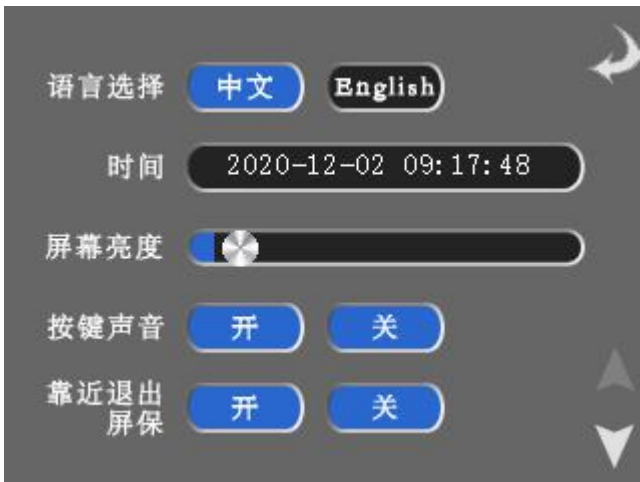 语言选择 中文 English
时间 2020-12-02 09:17:48
屏幕亮度
按键声音 开 关
靠近退出
屏保 开 关